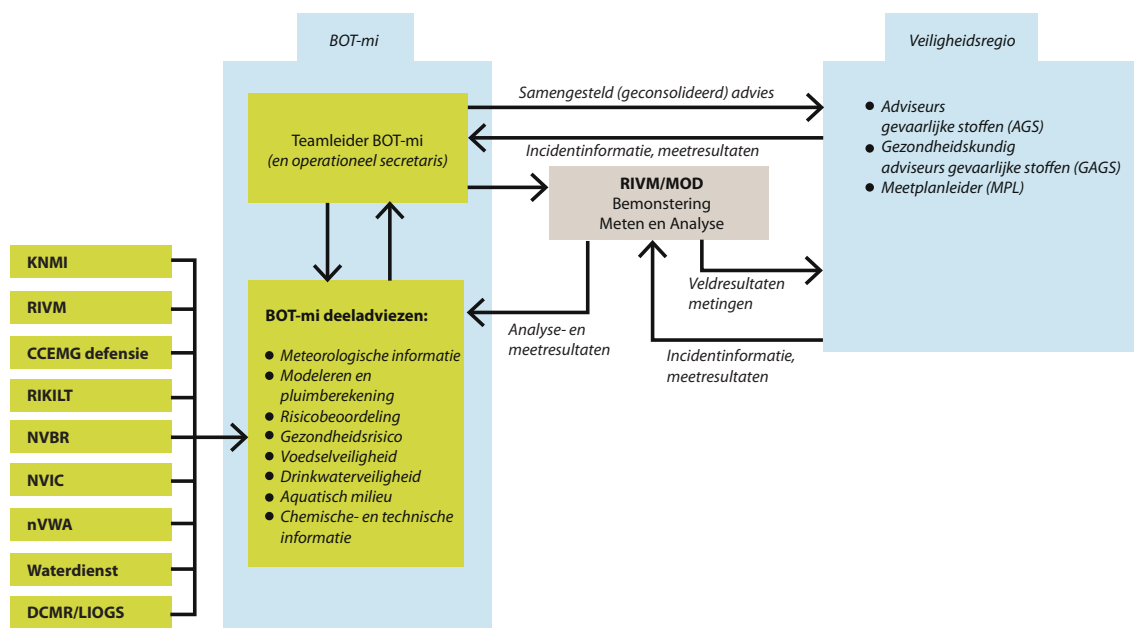 BOT-mi
Veiligheidsregio
Teamleider BOT-mi
(en operationeel secretaris)
Samengesteld (geconsolideerd) advies
Incidentinformatie, meetresultaten
RIVM/MOD
Bemonstering
Meten en Analyse
● Adviseurs
gevaarlijke stoffen (AGS)
● Gezondheidskundig
adviseurs gevaarlijke stoffen (GAGS)
● Meetplanleider (MPL)
Veldresultaten
metingen
Analyse- en
meetresultaten
Incidentinformatie,
meetresultaten
KNMI
RIVM
CCEMG defensie
RIKILT
NVBR
NVIC
nVWA
Waterdienst
DCMR/LIOGS
BOT-mi deeladviezen:
● Meteorologische informatie
● Modeleren en
pluimberekening
● Risicobeoordeling
● Gezondheidsrisico
● Voedselveiligheid
● Drinkwaterveiligheid
● Aquatisch milieu
● Chemische- en technische
informatie